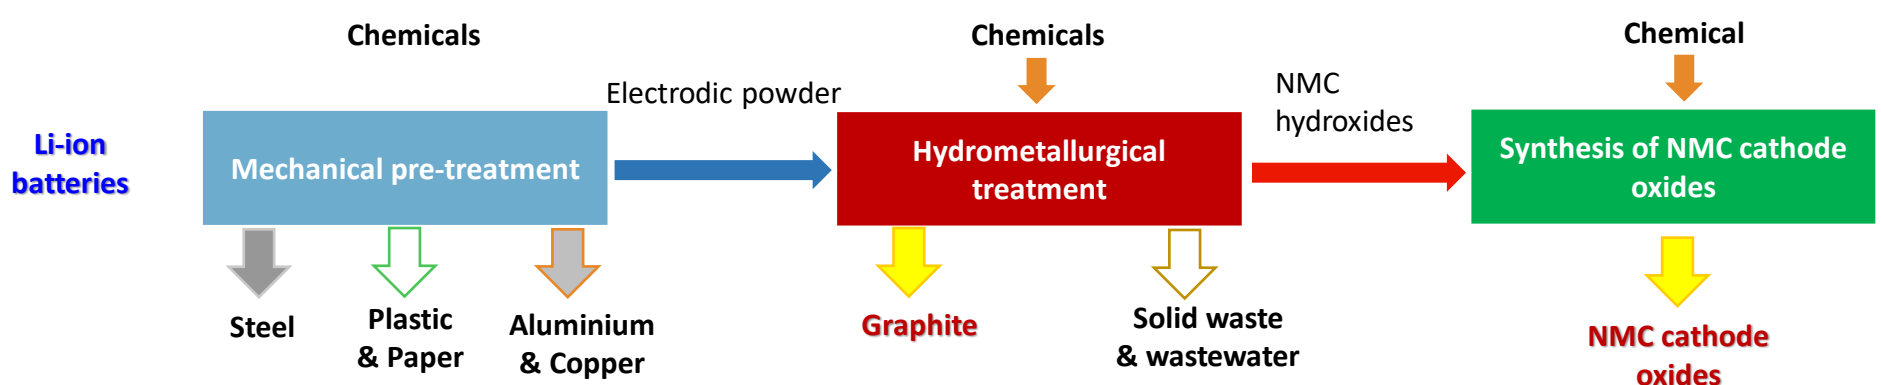 Chemicals
Chemicals
Chemical
Electrodic powder
NMC
hydroxides
Li-ion
batteries
Mechanical pre-treatment
Hydrometallurgical
treatment
Synthesis of NMC cathode
oxides
Steel
Plastic
& Paper
Aluminium
& Copper
Graphite
Solid waste
& wastewater
NMC cathode
oxides